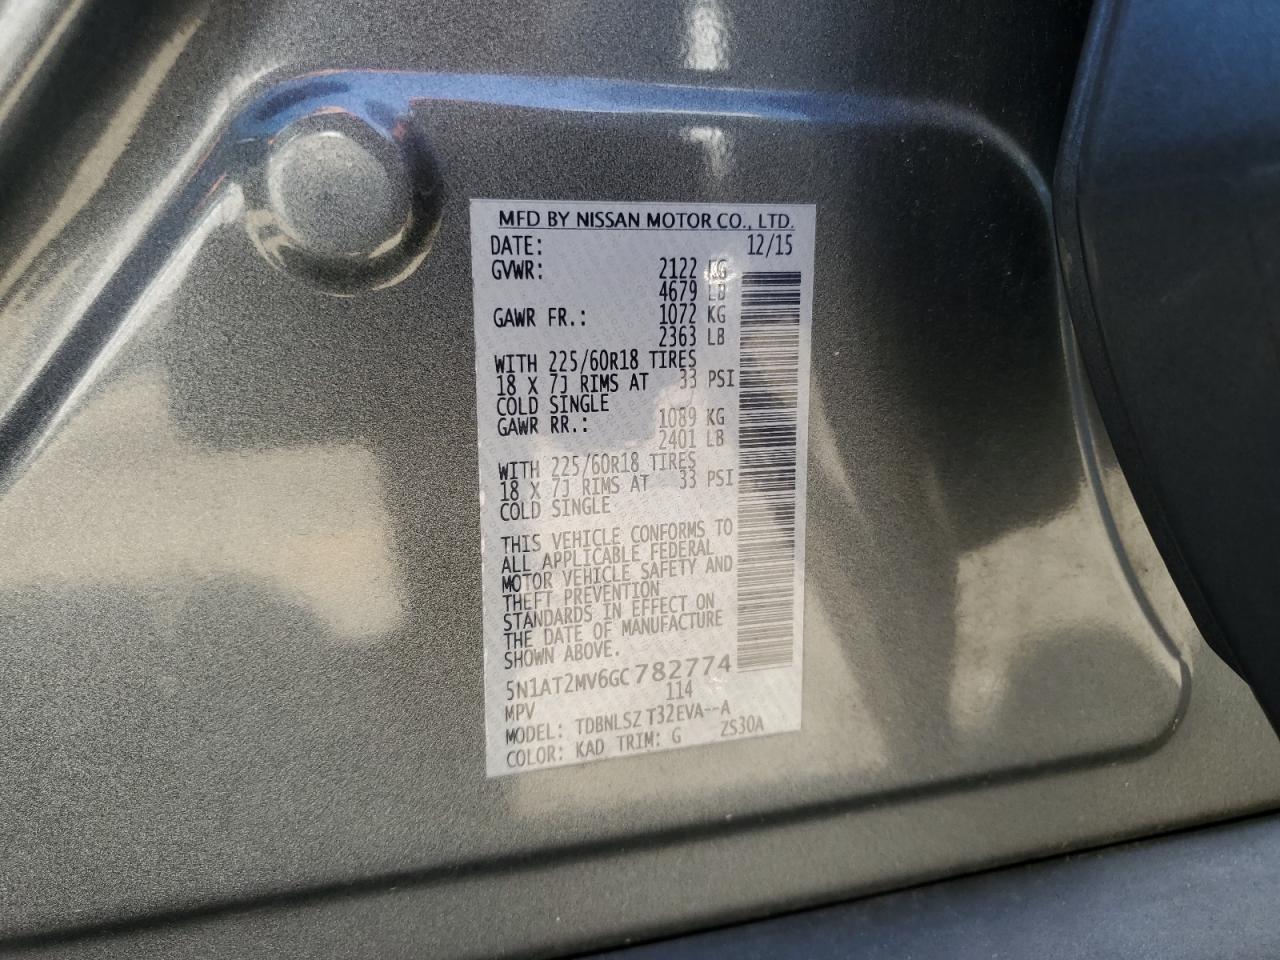 MFD BY NISSAN MOTOR CO., LTD.
DATE: 12/15
GVWR: 2122 KG
4679 LB
GAWR FR.: 1072 KG
2363 LB
WITH 225/60R18 TIRES
18 X 7J RIMS AT 33 PSI
COLD SINGLE
GAWR RR.: 1089 KG
2401 LB
WITH 225/60R18 TIRES
18 X 7J RIMS AT 33 PSI
COLD SINGLE
THIS VEHICLE CONFORMS TO
ALL APPLICABLE FEDERAL
MOTOR VEHICLE SAFETY AND
THEFT PREVENTION
STANDARDS IN EFFECT ON
THE DATE OF MANUFACTURE
SHOWN ABOVE.
5N1AT2MV6GC782774
MPV 114
MODEL: TDBNLSZ T32EVA--A
COLOR: KAD TRIM: G ZS30A